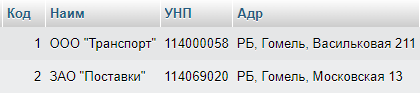 Код Наим УНП Адр
1 ООО "Транспорт" 114000058 РБ, Гомель, Васильковая 211
2 ЗАО "Поставки" 114069020 РБ, Гомель, Московская 13